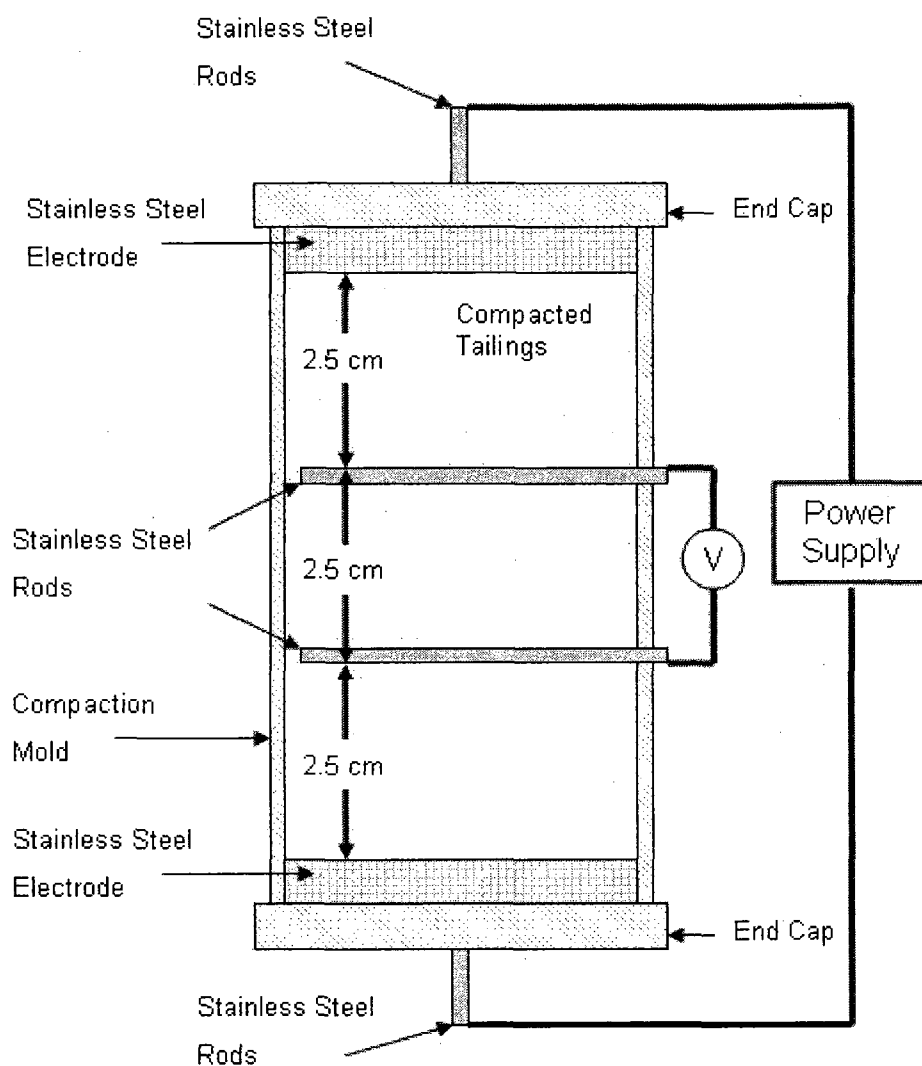 Stainless Steel
Rods
Stainless Steel
Electrode
End Cap
Compacted
Tailings
2.5 cm
Stainless Steel
Rods
2.5 cm
V
Power
Supply
Compaction
Mold
2.5 cm
Stainless Steel
Electrode
End Cap
Stainless Steel
Rods